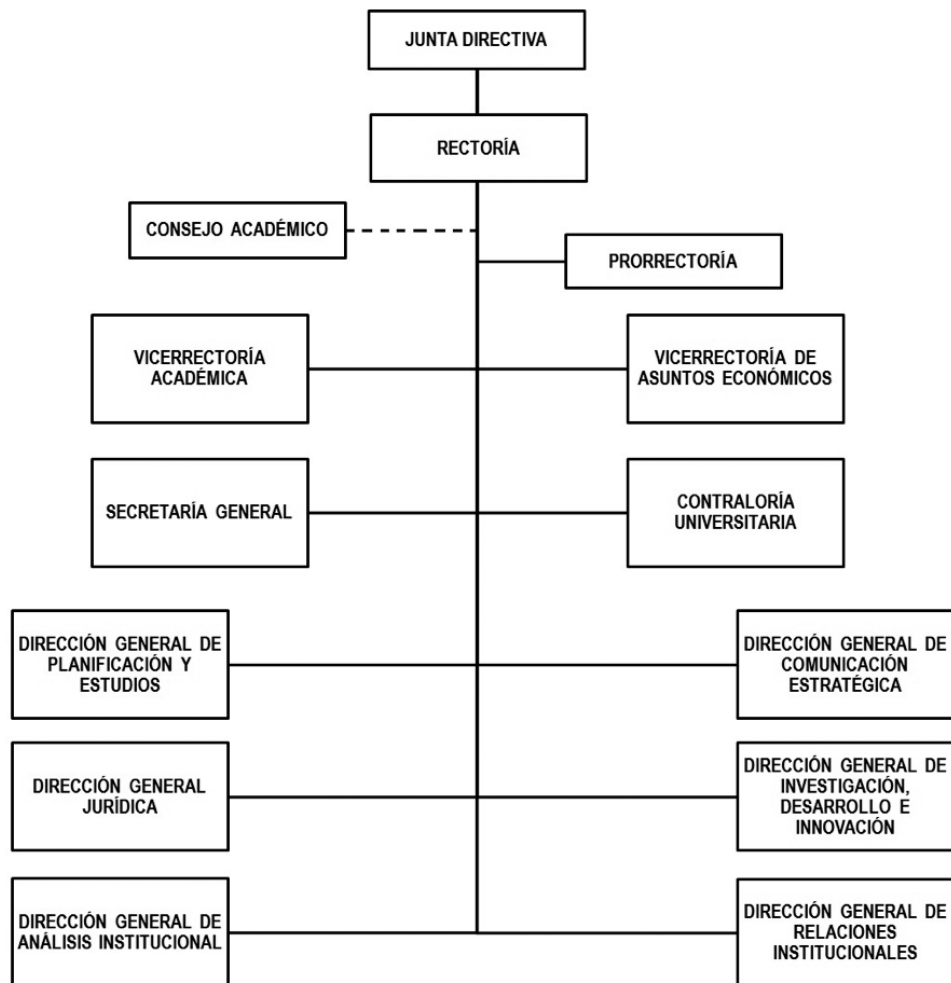 JUNTA DIRECTIVA
RECTORÍA
CONSEJO ACADÉMICO
PRORRECTORÍA
VICERRECTORÍA
ACADÉMICA
VICERRECTORÍA DE
ASUNTOS ECONÓMICOS
SECRETARÍA GENERAL
CONTRALORÍA
UNIVERSITARIA
DIRECCIÓN GENERAL DE
PLANIFICACIÓN Y
ESTUDIOS
DIRECCIÓN GENERAL DE
COMUNICACIÓN
ESTRATÉGICA
DIRECCIÓN GENERAL
JURÍDICA
DIRECCIÓN GENERAL DE
INVESTIGACIÓN,
DESARROLLO E
INNOVACIÓN
DIRECCIÓN GENERAL DE
ANÁLISIS INSTITUCIONAL
DIRECCIÓN GENERAL DE
RELACIONES
INSTITUCIONALES